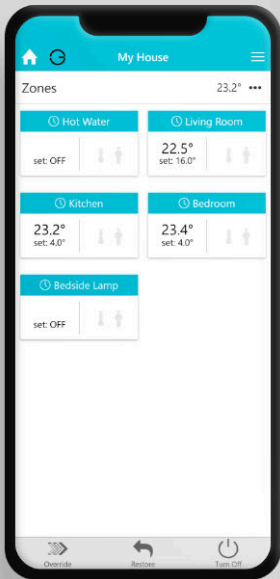 My House
Zones 23.2°
Hot Water
set: OFF
Living Room
22.5°
set: 16.0°
Kitchen
23.2°
set: 4.0°
Bedroom
23.4°
set: 4.0°
Bedside Lamp
set: OFF
Override Restore Turn Off